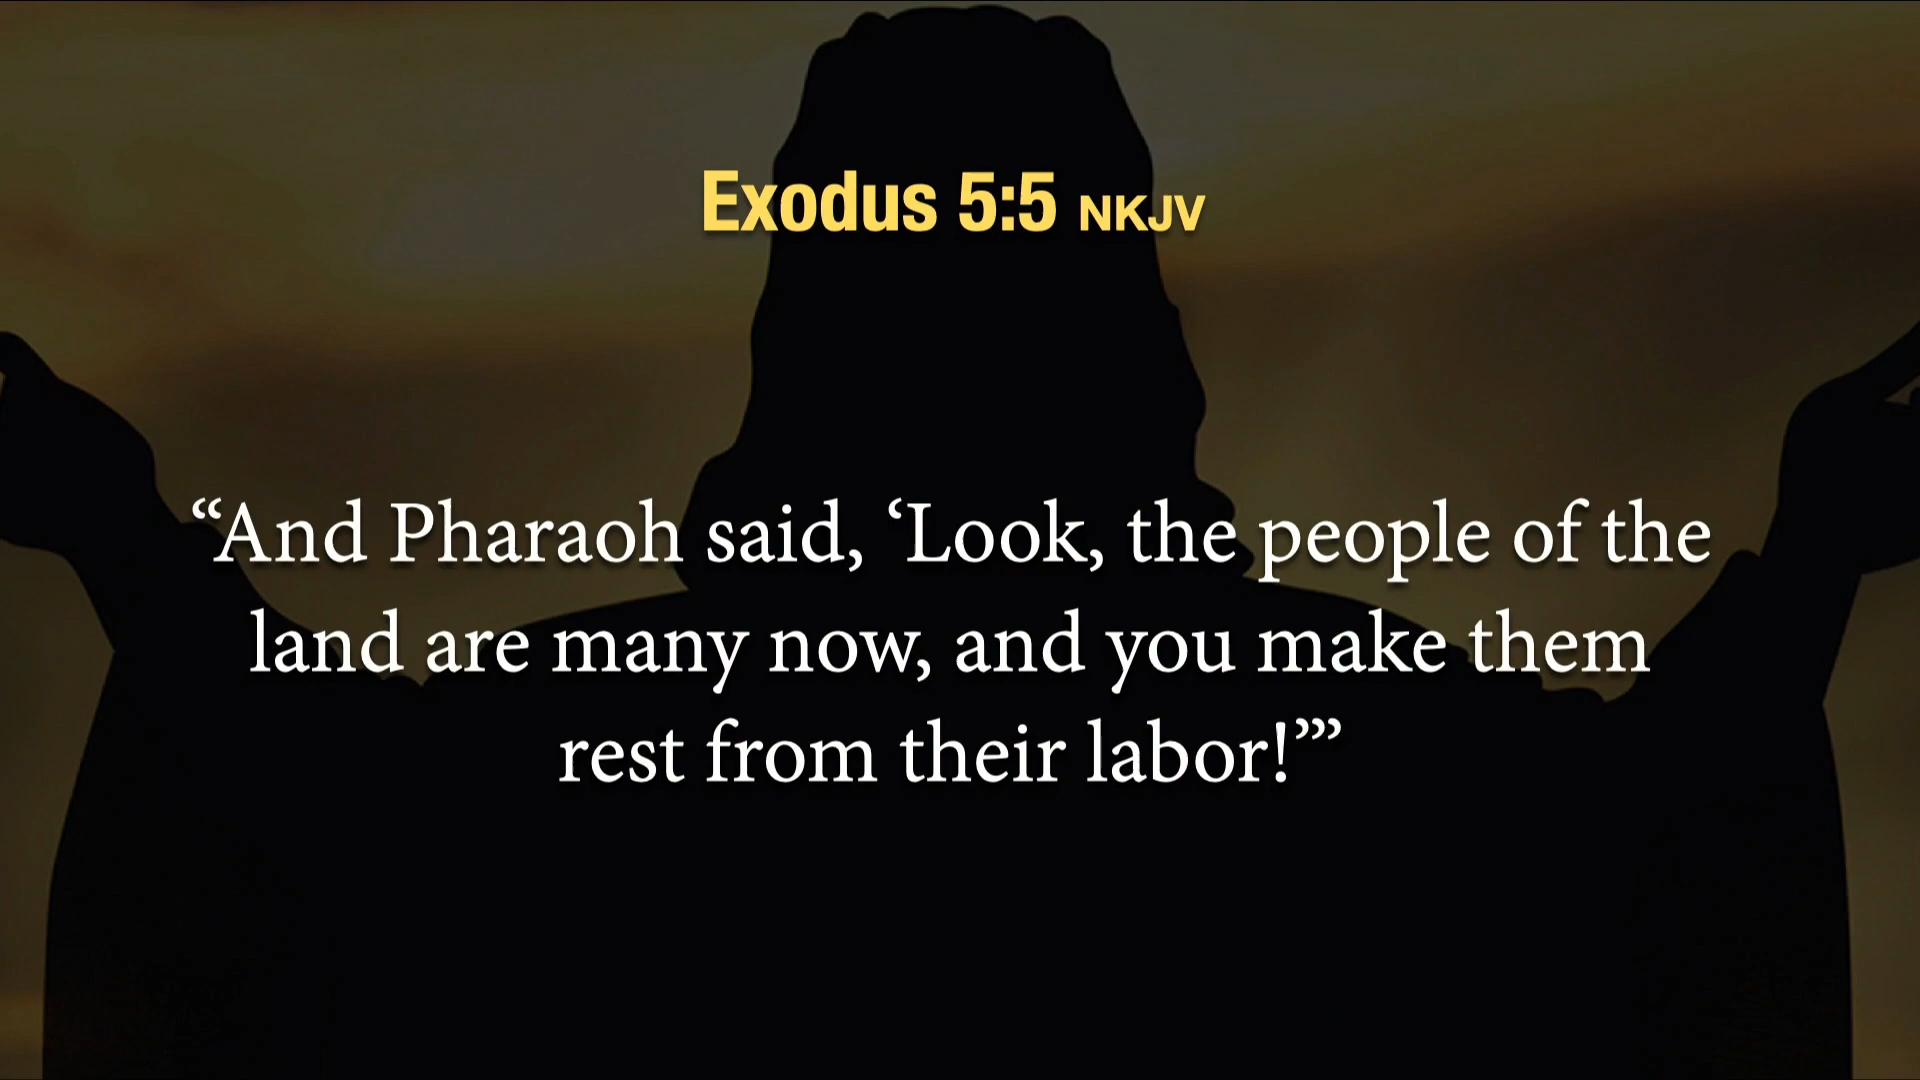 Exodus 5:5 NKJV
“And Pharaoh said, ‘Look, the people of the
land are many now, and you make them
rest from their labor!’”